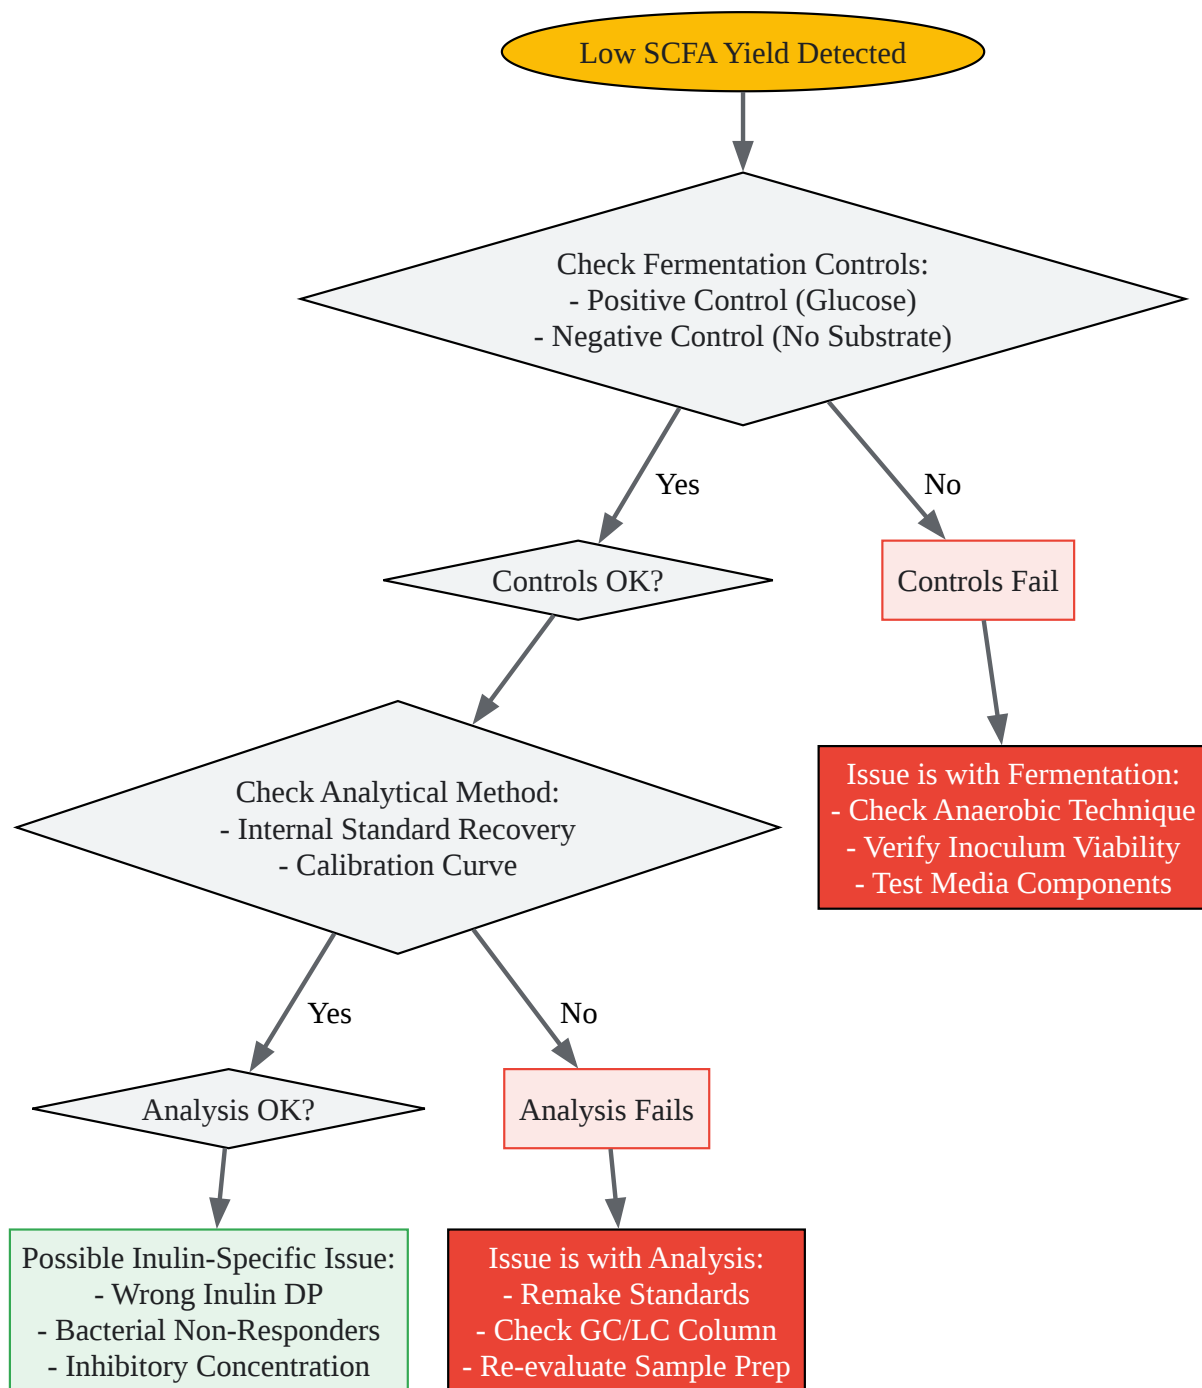 Low SCFA Yield Detected
Check Fermentation Controls:
- Positive Control (Glucose)
- Negative Control (No Substrate)
Yes
No
Controls OK?
Controls Fail
Check Analytical Method:
- Internal Standard Recovery
- Calibration Curve
Issue is with Fermentation:
- Check Anaerobic Technique
- Verify Inoculum Viability
- Test Media Components
Yes
No
Analysis OK?
Analysis Fails
Possible Inulin-Specific Issue:
- Wrong Inulin DP
- Bacterial Non-Responders
- Inhibitory Concentration
Issue is with Analysis:
- Remake Standards
- Check GC/LC Column
- Re-evaluate Sample Prep